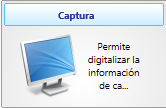 Captura
Permite
digitalizar la
información
de ca...